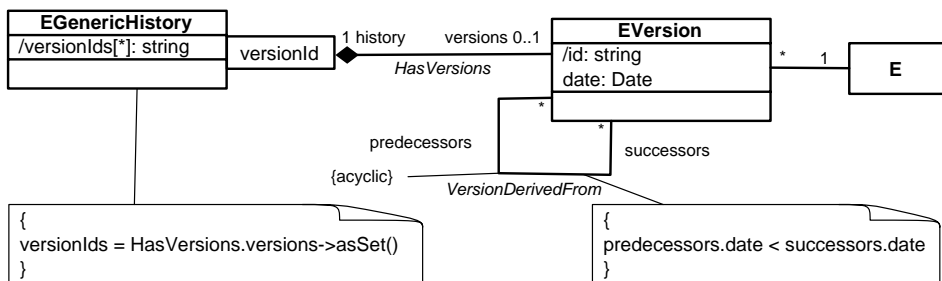 EGenericHistory
/versionIds[*]: string
versionId
1 history
versions 0..1
HasVersions
EVersion
/id: string
date: Date
*
1
E
*
*
predecessors
successors
{acyclic}
VersionDerivedFrom
{
versionIds = HasVersions.versions->asSet()
}
{
predecessors.date < successors.date
}